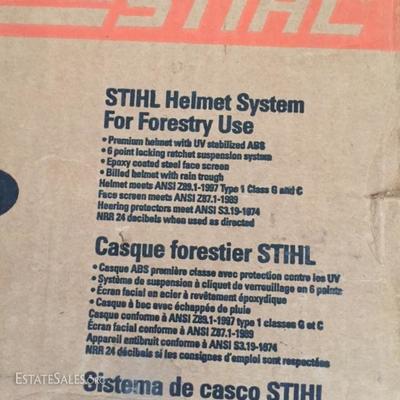 STIHL
STIHL Helmet System
For Forestry Use
• Premium helmet with UV stabilized ABS
• 6 point locking ratchet suspension system
• Epoxy coated steel face screen
• Billed helmet with rain trough
Helmet meets ANSI Z89.1-1997 Type 1 Class G and C
Face screen meets ANSI Z87.1-1989
Hearing protectors meet ANSI S3.19-1974
NRR 24 decibels when used as directed
Casque forestier STIHL
• Casque ABS première classe avec protection contre les UV
• Système de suspension à cliquet de verrouillage en 6 points
• Écran facial en acier à revêtement époxydique
• Casque à bec avec échappée de pluie
Casque conforme à ANSI Z89.1-1997 type 1 classes G et C
Écran facial conforme à ANSI Z87.1-1989
Appareil antibruit conforme à ANSI S3.19-1974
NRR 24 décibels si les consignes d'emploi sont respectées
Sistema de casco STIHL
ESTATESALES.ORG